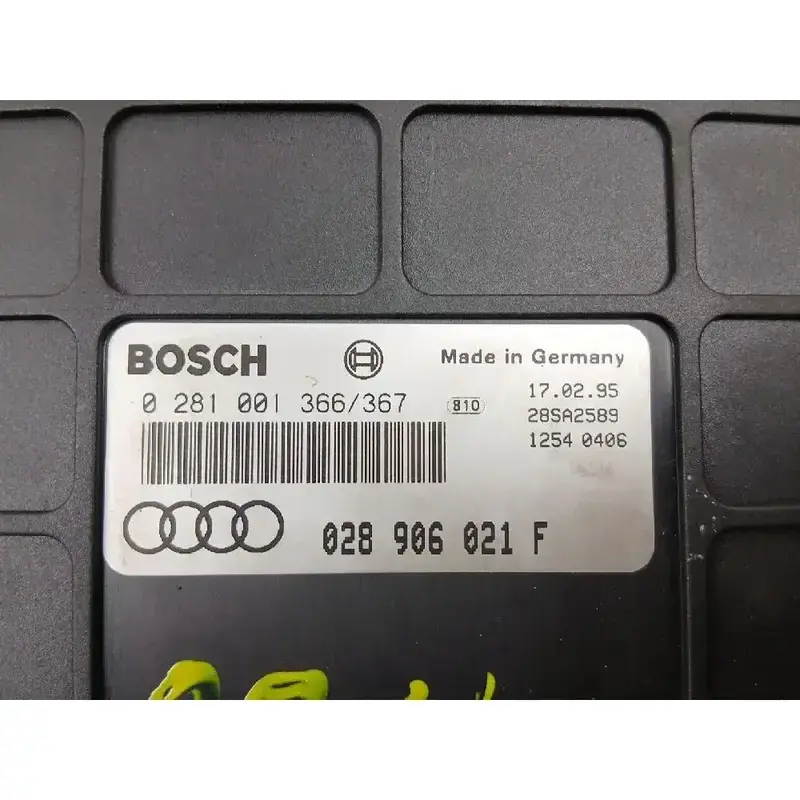 BOSCH
Made in Germany
0 281 001 366/367
810
17.02.95
28SA2589
1254 0406
028 906 021 F